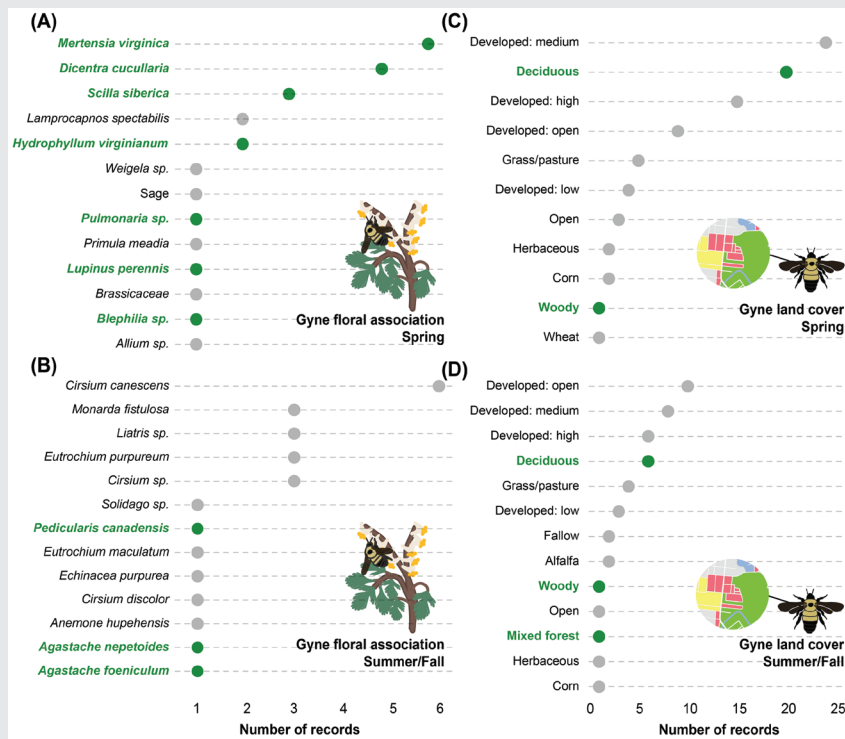 (A)
Mertensia virginica
Dicentra cucullaria
Scilla siberica
Lamprocapnos spectabilis
Hydrophyllum virginianum
Weigela sp.
Sage
Pulmonaria sp.
Primula meadia
Lupinus perennis
Brassicaceae
Blephilia sp.
Allium sp.
Gyne floral association
Spring
(B)
Cirsium canescens
Monarda fistulosa
Liatris sp.
Eutrochium purpureum
Cirsium sp.
Solidago sp.
Pedicularis canadensis
Eutrochium maculatum
Echinacea purpurea
Cirsium discolor
Anemone hupehensis
Agastache nepetoides
Agastache foeniculum
Gyne floral association
Summer/Fall
1 2 3 4 5 6
Number of records
(C)
Developed: medium
Deciduous
Developed: high
Developed: open
Grass/pasture
Developed: low
Open
Herbaceous
Corn
Woody
Wheat
Gyne land cover
Spring
(D)
Developed: open
Developed: medium
Developed: high
Deciduous
Grass/pasture
Developed: low
Fallow
Alfalfa
Woody
Open
Mixed forest
Herbaceous
Corn
Gyne land cover
Summer/Fall
0 5 10 15 20 25
Number of records